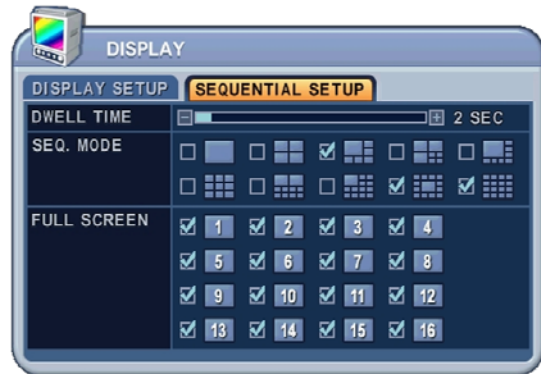 DISPLAY
DISPLAY SETUP SEQUENTIAL SETUP
DWELL TIME 2 SEC
SEQ. MODE
FULL SCREEN 1 2 3 4
5 6 7 8
9 10 11 12
13 14 15 16